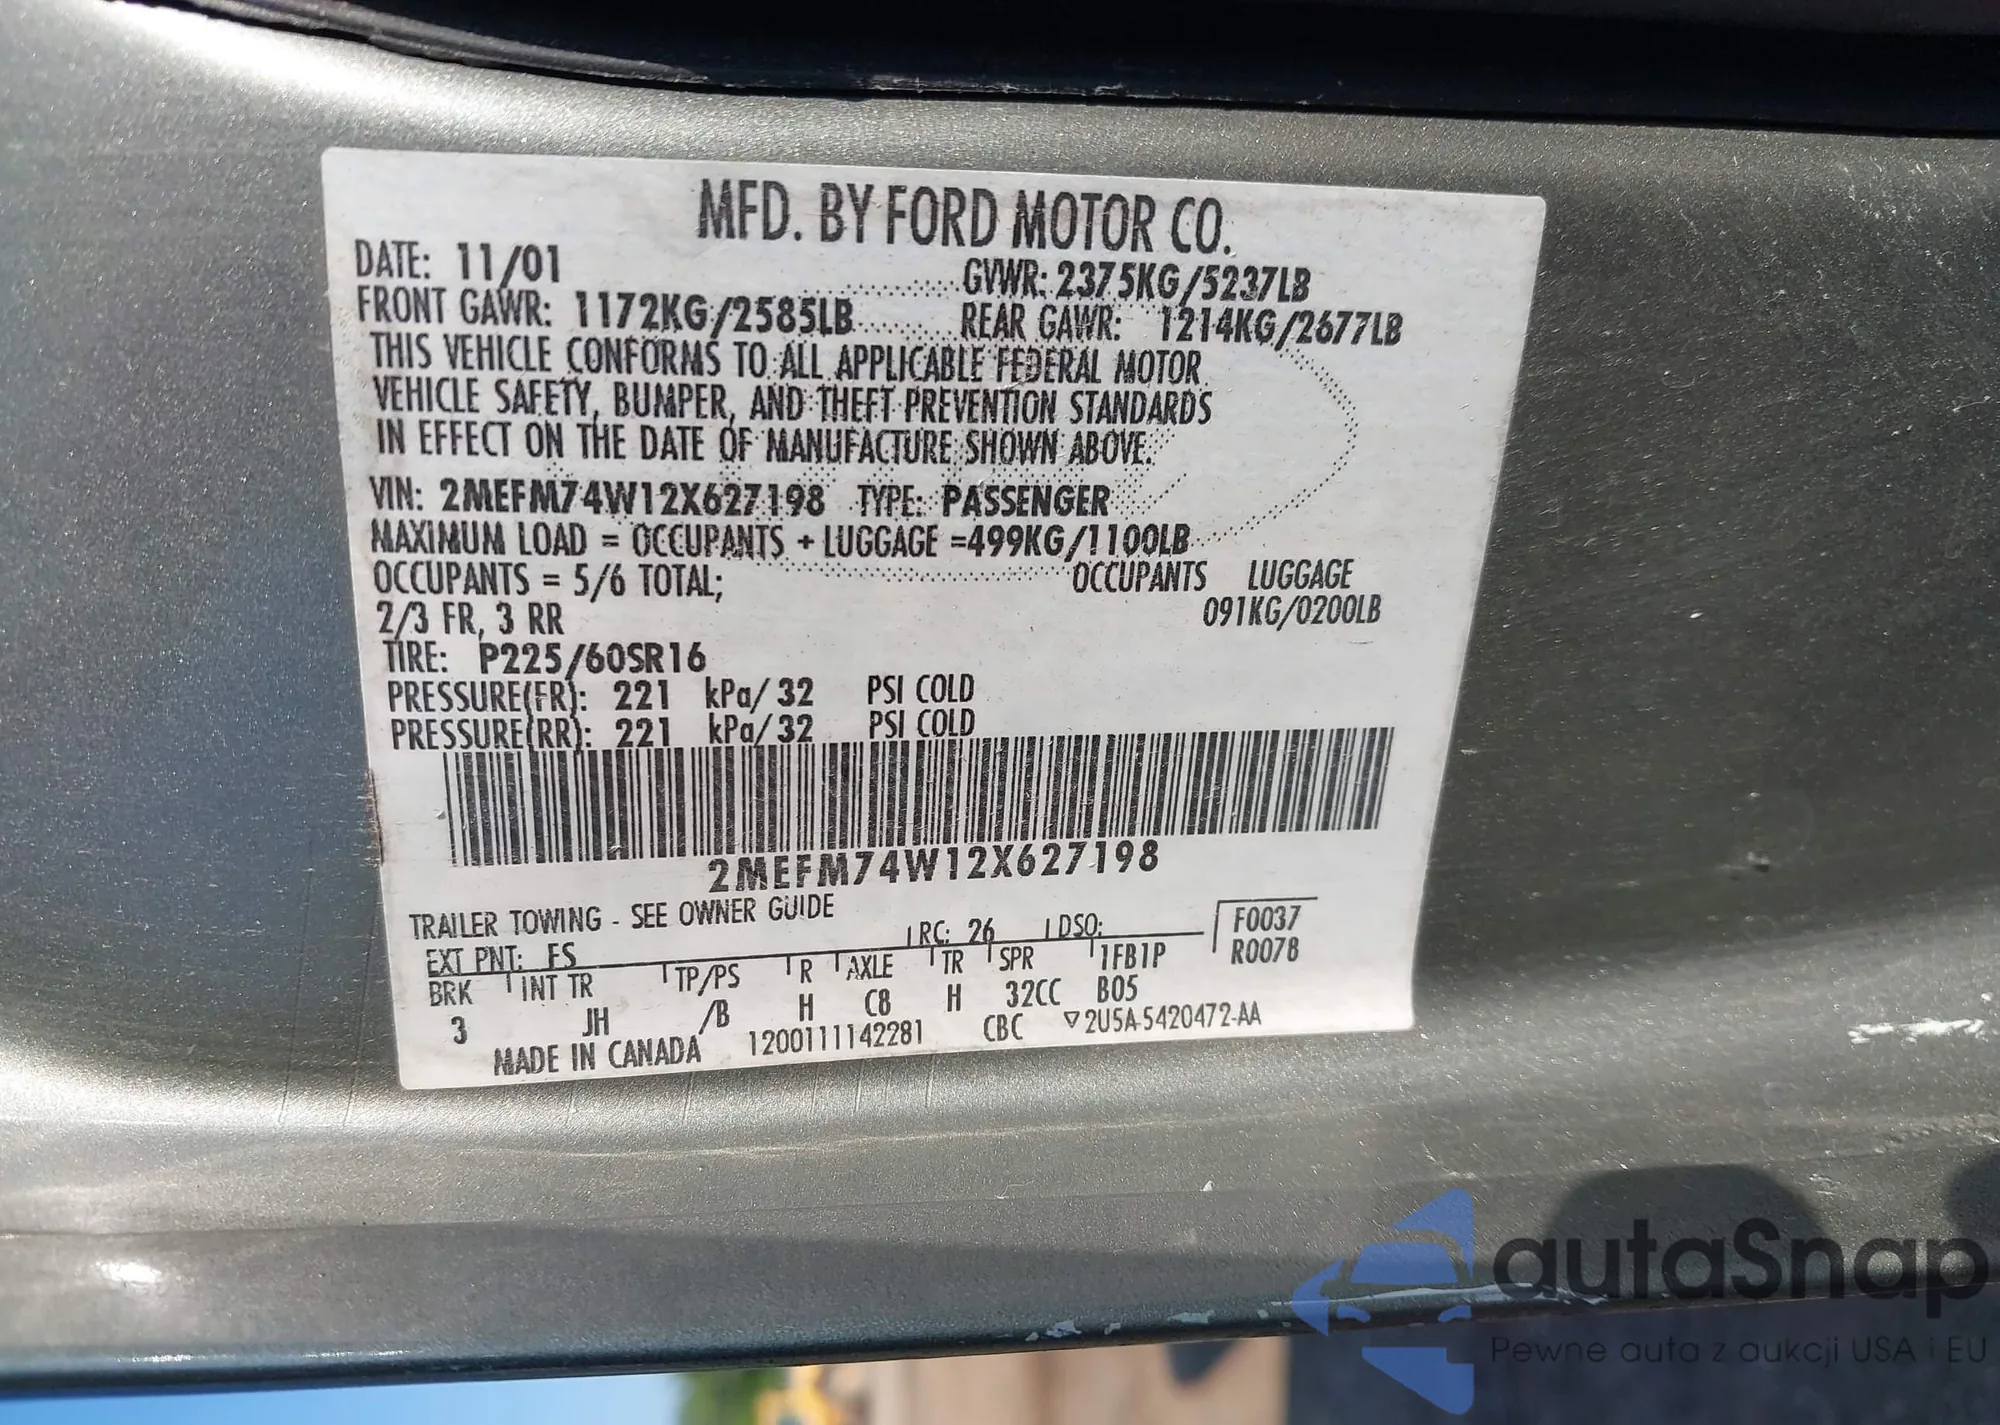 MFD. BY FORD MOTOR CO.
DATE: 11/01 GVWR: 2375KG/5237LB
FRONT GAWR: 1172KG/2585LB REAR GAWR: 1214KG/2677LB
THIS VEHICLE CONFORMS TO ALL APPLICABLE FEDERAL MOTOR
VEHICLE SAFETY, BUMPER, AND THEFT PREVENTION STANDARDS
IN EFFECT ON THE DATE OF MANUFACTURE SHOWN ABOVE.
VIN: 2MEFM74W12X627198 TYPE: PASSENGER
MAXIMUM LOAD = OCCUPANTS + LUGGAGE =499KG/1100LB
OCCUPANTS = 5/6 TOTAL; OCCUPANTS LUGGAGE
2/3 FR, 3 RR 091KG/0200LB
TIRE: P225/60SR16
PRESSURE(FR): 221 kPa/ 32 PSI COLD
PRESSURE(RR): 221 kPa/ 32 PSI COLD
2MEFM74W12X627198
TRAILER TOWING - SEE OWNER GUIDE
EXT PNT: FS RC: 26 DSO: F0037
BRK INT TR TP/PS R AXLE TR SPR 1FB1P R0078
3 JH /B H C8 H 32CC B05
MADE IN CANADA 1200111142281 CBC ▽2U5A-5420472-AA
autaSnap
Pewne auta z aukcji USA i EU